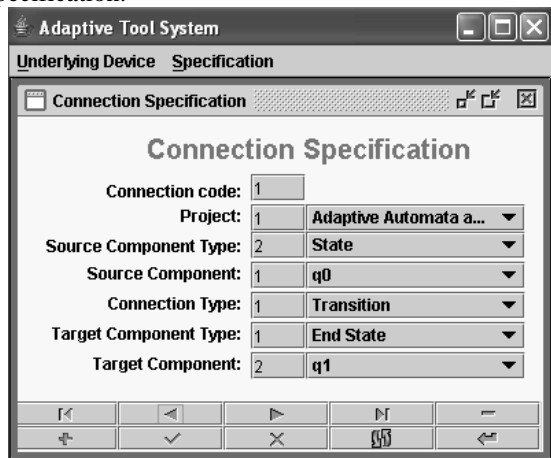 Adaptive Tool System
Underlying Device Specification
Connection Specification
Connection Specification
Connection code: 1
Project: 1 Adaptive Automata a...
Source Component Type: 2 State
Source Component: 1 q0
Connection Type: 1 Transition
Target Component Type: 1 End State
Target Component: 2 q1